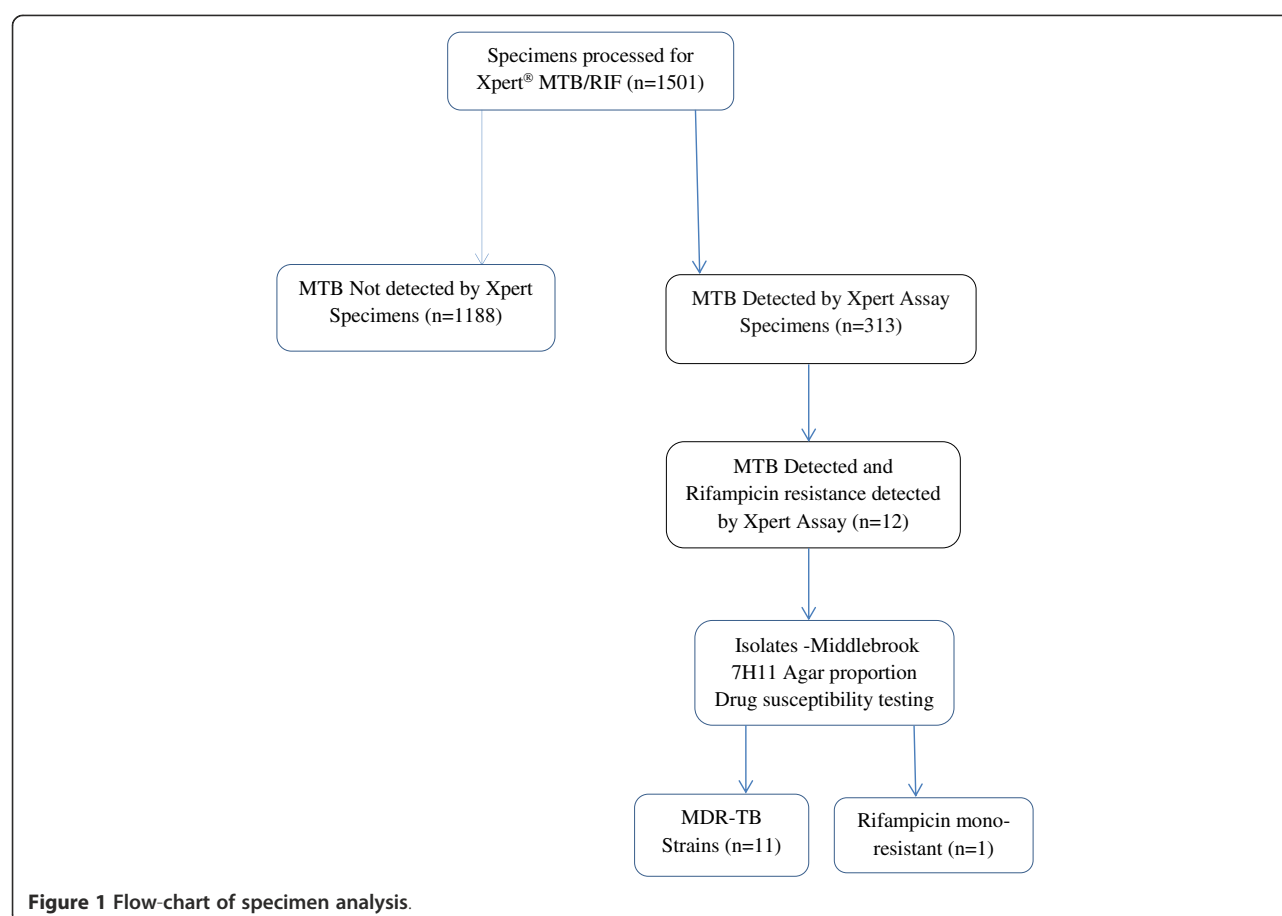 Specimens processed for
Xpert® MTB/RIF (n=1501)
MTB Not detected by Xpert
Specimens (n=1188)
MTB Detected by Xpert Assay
Specimens (n=313)
MTB Detected and
Rifampicin resistance detected
by Xpert Assay (n=12)
Isolates -Middlebrook
7H11 Agar proportion
Drug susceptibility testing
MDR-TB
Strains (n=11)
Rifampicin mono-
resistant (n=1)
Figure 1 Flow-chart of specimen analysis.